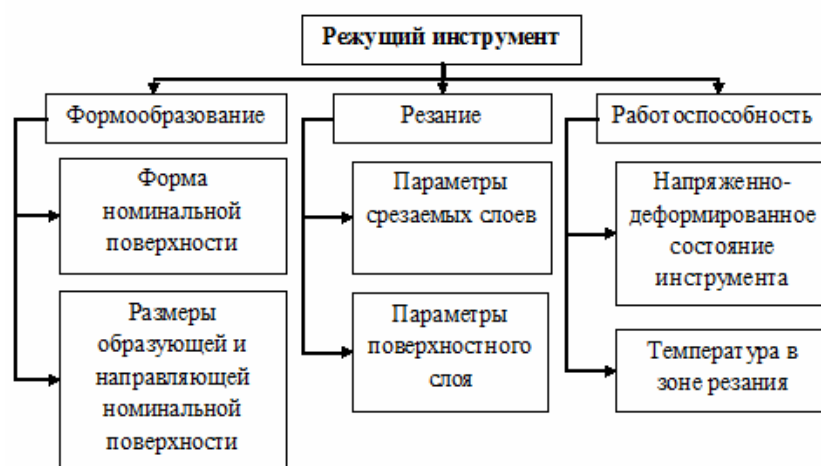 Режущий инструмент
Формообразование
Резание
Работоспособность
Форма
номинальной
поверхности
Параметры
срезаемых слоев
Напряженно-
деформированное
состояние
инструмента
Размеры
образующей и
направляющей
номинальной
поверхности
Параметры
поверхностного
слоя
Температура в
зоне резания